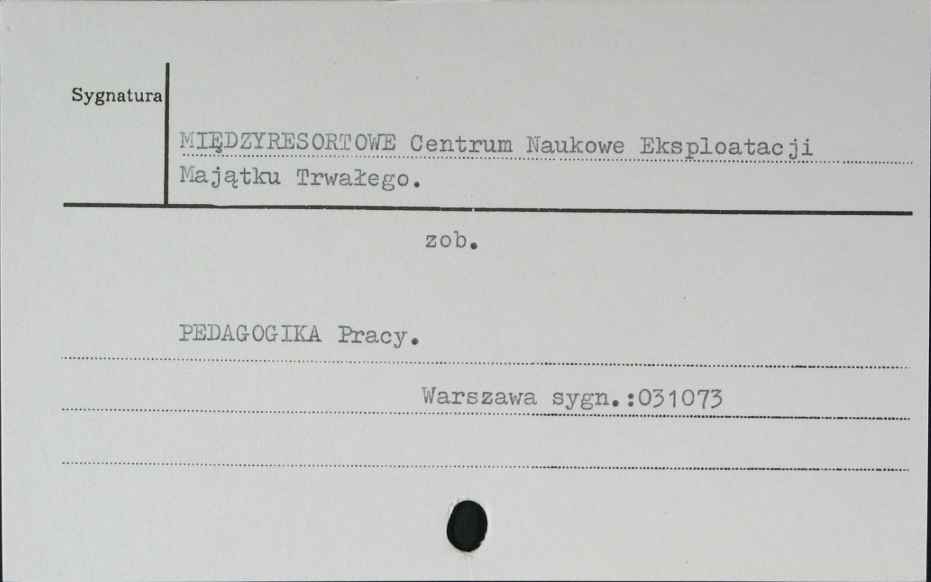 Sygnatura
MIĘDZYRESORTOWE Centrum Naukowe Eksploatacji
Majątku Trwałego.
zob.
PEDAGOGIKA Pracy.
Warszawa sygn.:031073